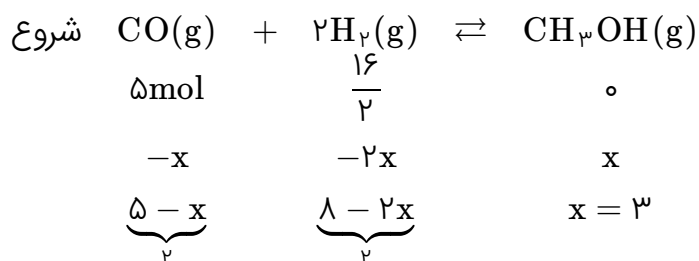 شروع CO(g) + ۲H۲(g) ⇄ CH۳OH(g)
۵mol ۱۶/۲ ۰
−x −۲x x
۵ − x ۸ − ۲x x = ۳
۲ ۲